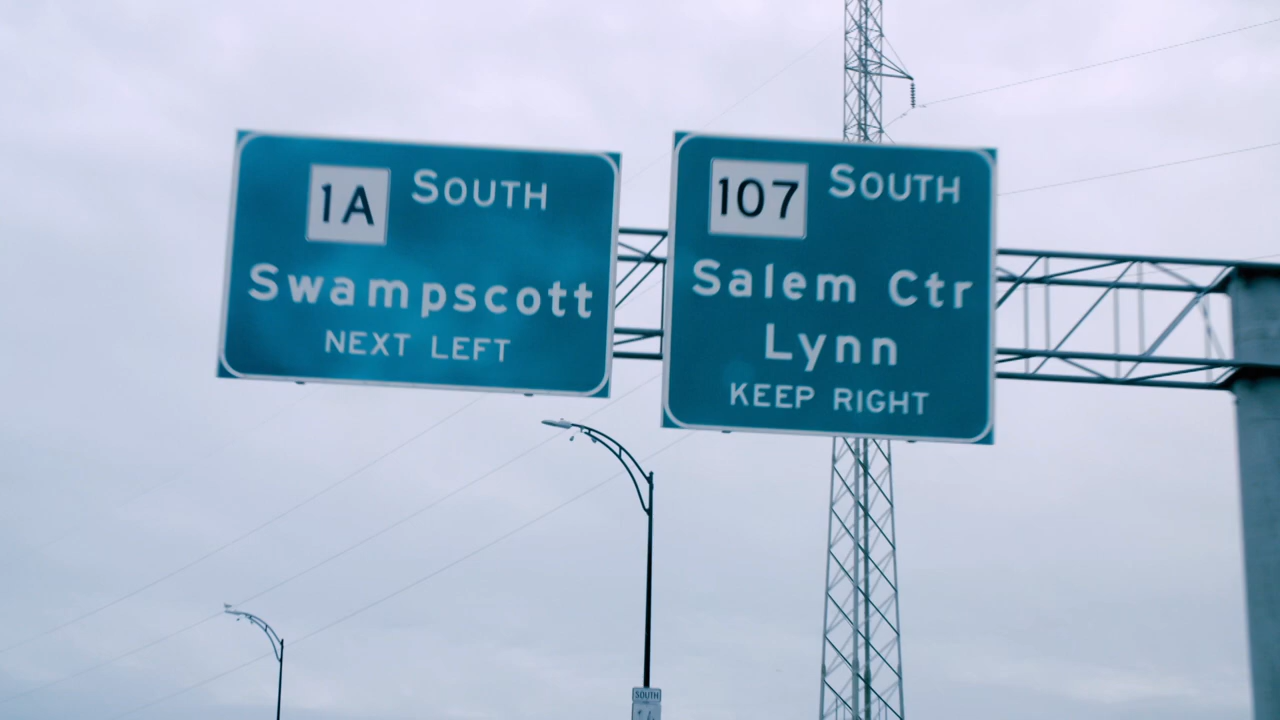 1A SOUTH
Swampscott
NEXT LEFT
107 SOUTH
Salem Ctr
Lynn
KEEP RIGHT
SOUTH